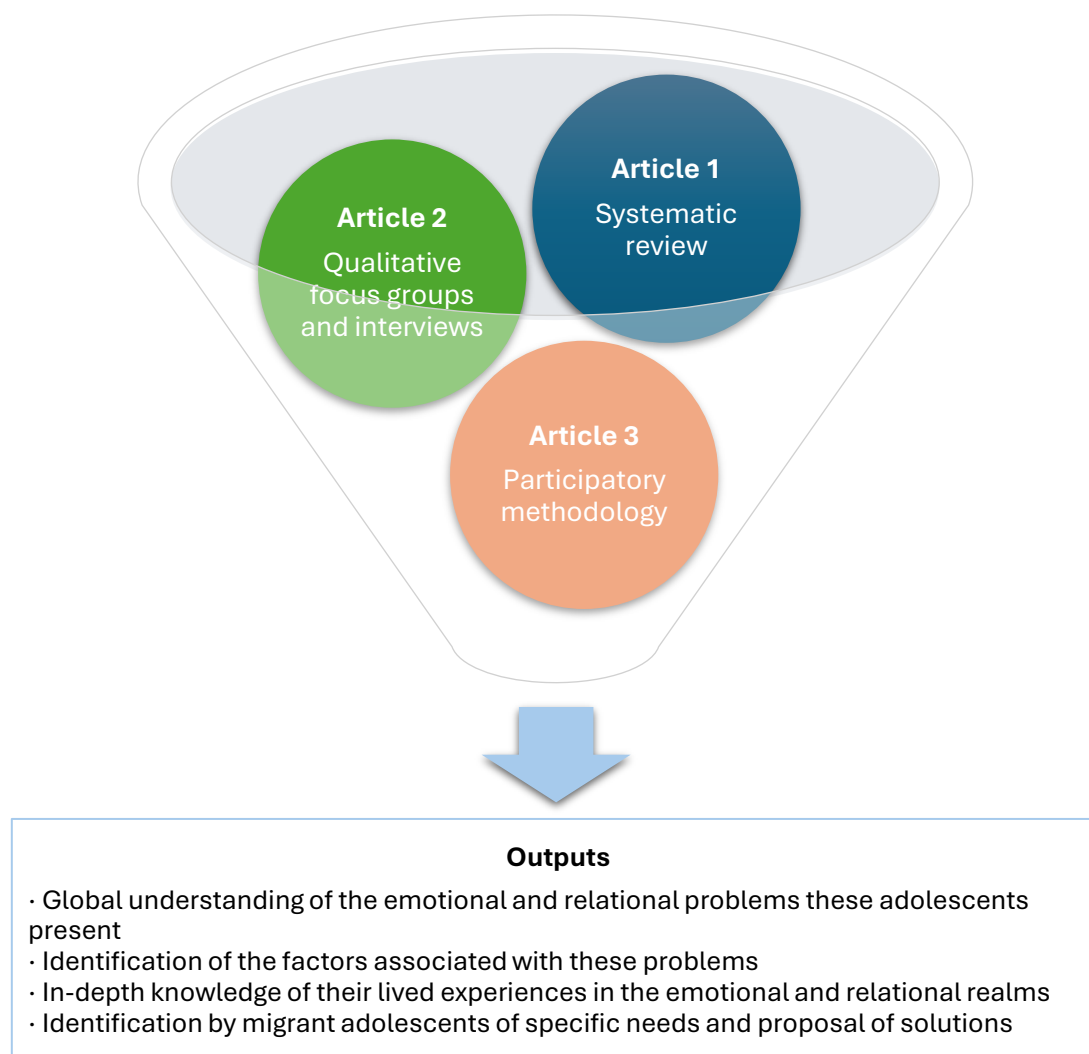 Article 1
Systematic
review
Article 2
Qualitative
focus groups
and interviews
Article 3
Participatory
methodology
Outputs
· Global understanding of the emotional and relational problems these adolescents
present
· Identification of the factors associated with these problems
· In-depth knowledge of their lived experiences in the emotional and relational realms
· Identification by migrant adolescents of specific needs and proposal of solutions